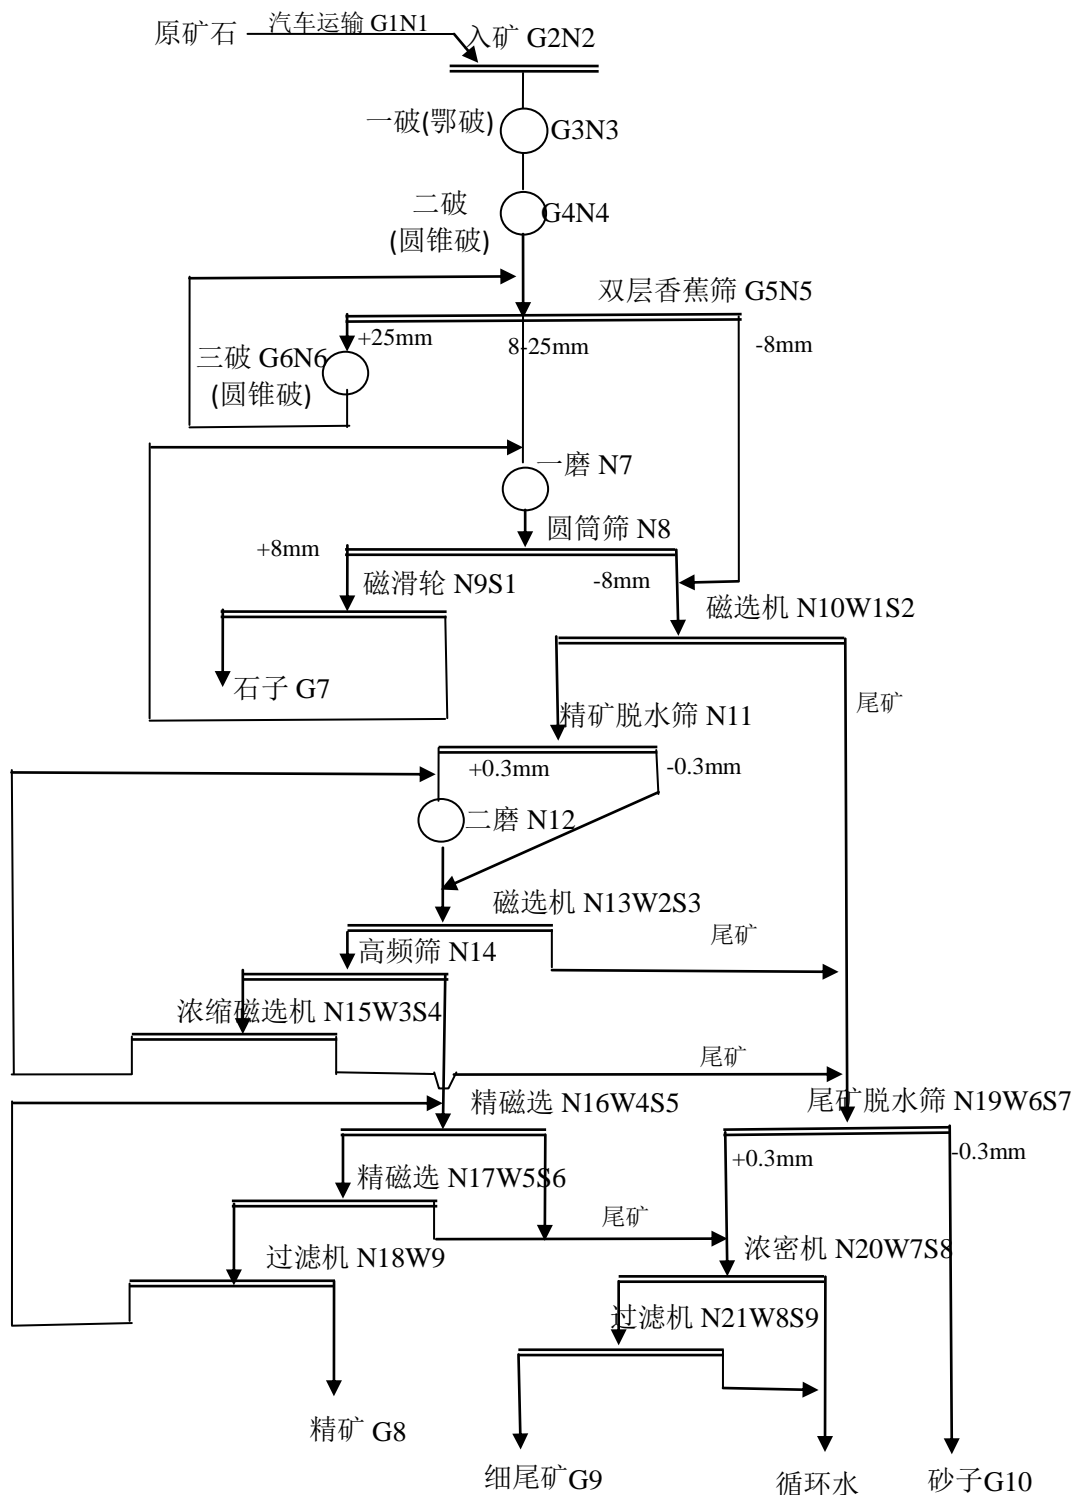 原矿石
汽车运输 G1N1
入矿 G2N2
一破(鄂破)
G3N3
二破
(圆锥破)
G4N4
双层香蕉筛 G5N5
+25mm
8-25mm
-8mm
三破 G6N6
(圆锥破)
一磨 N7
圆筒筛 N8
+8mm
-8mm
磁滑轮 N9S1
磁选机 N10W1S2
石子 G7
尾矿
精矿脱水筛 N11
+0.3mm
-0.3mm
二磨 N12
磁选机 N13W2S3
尾矿
高频筛 N14
浓缩磁选机 N15W3S4
尾矿
精磁选 N16W4S5
尾矿脱水筛 N19W6S7
+0.3mm
-0.3mm
精磁选 N17W5S6
尾矿
过滤机 N18W9
浓密机 N20W7S8
过滤机 N21W8S9
精矿 G8
细尾矿G9
循环水
砂子G10